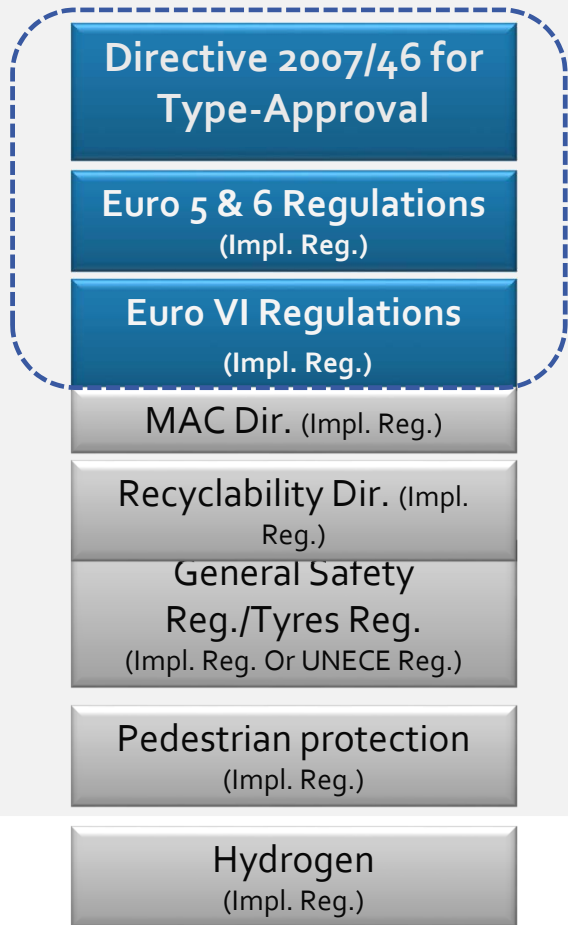 Directive 2007/46 for
Type-Approval
Euro 5 & 6 Regulations
(Impl. Reg.)
Euro VI Regulations
(Impl. Reg.)
MAC Dir. (Impl. Reg.)
Recyclability Dir. (Impl.
Reg.)
General Safety
Reg./Tyres Reg.
(Impl. Reg. Or UNECE Reg.)
Pedestrian protection
(Impl. Reg.)
Hydrogen
(Impl. Reg.)